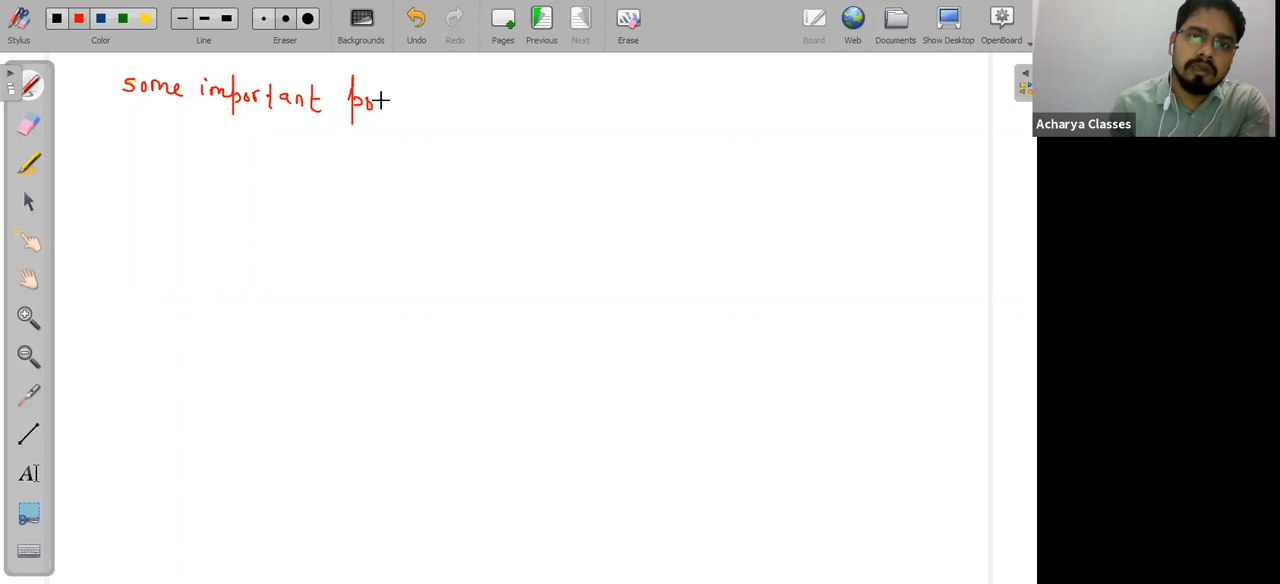 Stylus
Color
Line
Eraser
Backgrounds
Undo
Redo
Pages
Previous
Next
Erase
Board
Web
Documents
Show Desktop
OpenBoard
some important po
Acharya Classes